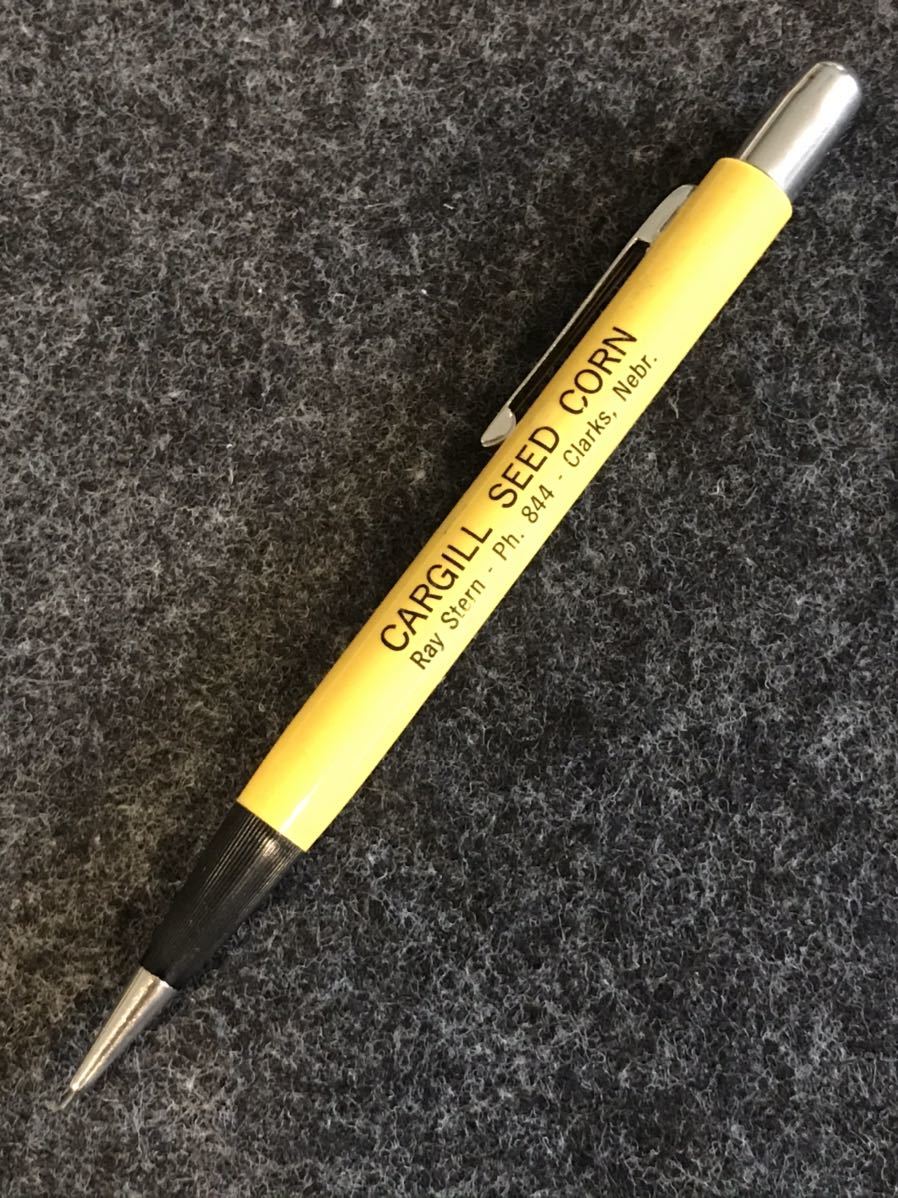 CARGILL SEED CORN
Ray Stern - Ph. 844 - Clarks, Nebr.